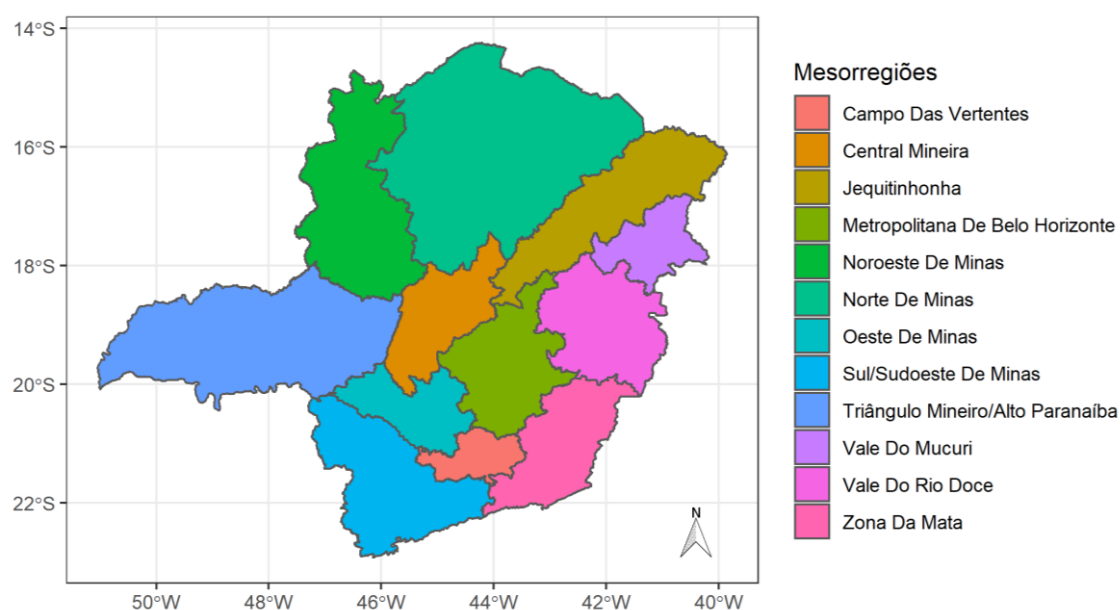 14°S
16°S
18°S
20°S
22°S
50°W
48°W
46°W
44°W
42°W
40°W
N
Mesorregiões
Campo Das Vertentes
Central Mineira
Jequitinhonha
Metropolitana De Belo Horizonte
Noroeste De Minas
Norte De Minas
Oeste De Minas
Sul/Sudoeste De Minas
Triângulo Mineiro/Alto Paranaíba
Vale Do Mucuri
Vale Do Rio Doce
Zona Da Mata